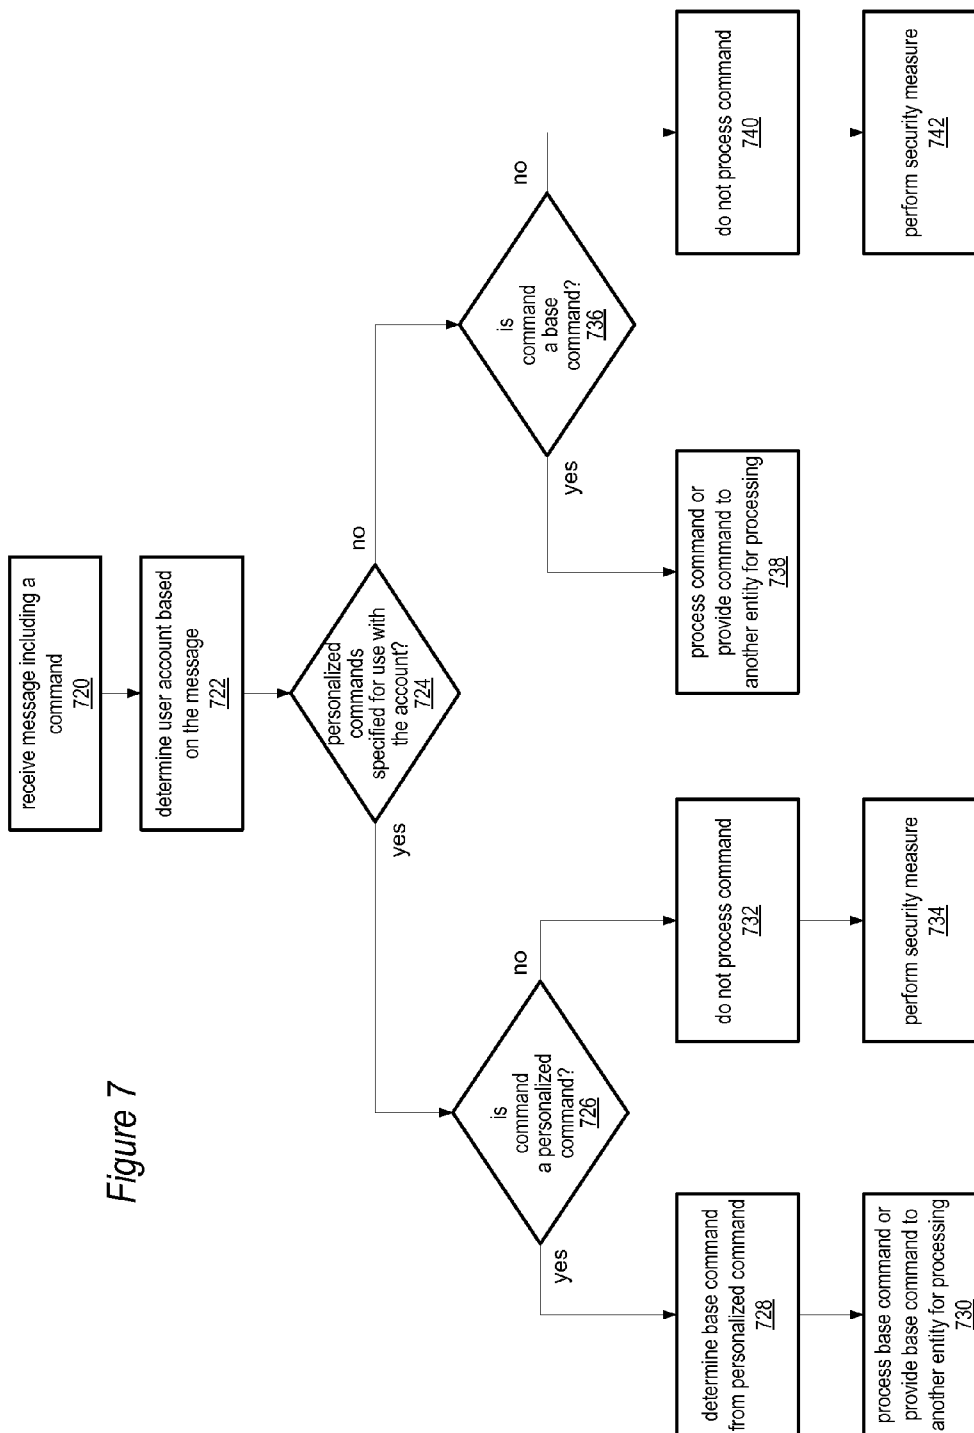 receive message including a
command
720
determine user account based
on the message
722
personalized
commands
specified for use with
the account?
724
yes
no
is
command
a personalized
command?
726
yes
no
is
command
a base
command?
736
yes
no
determine base command
from personalized command
728
do not process command
732
process command or
provide command to
another entity for processing
738
do not process command
740
process base command or
provide base command to
another entity for processing
730
perform security measure
734
perform security measure
742
Figure 7